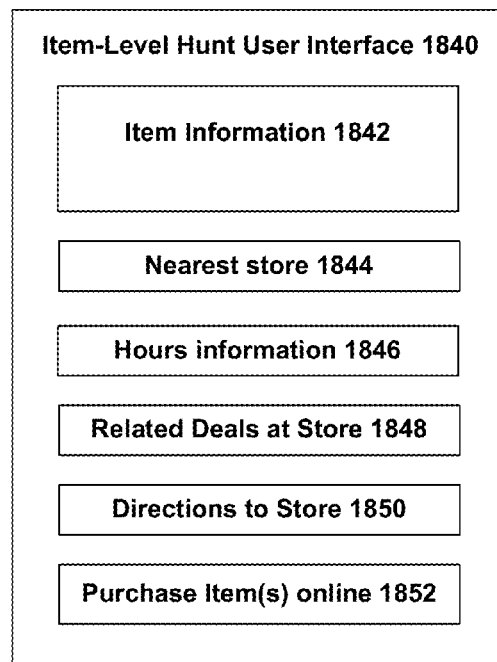 Item-Level Hunt User Interface 1840
Item Information 1842
Nearest store 1844
Hours information 1846
Related Deals at Store 1848
Directions to Store 1850
Purchase Item(s) online 1852